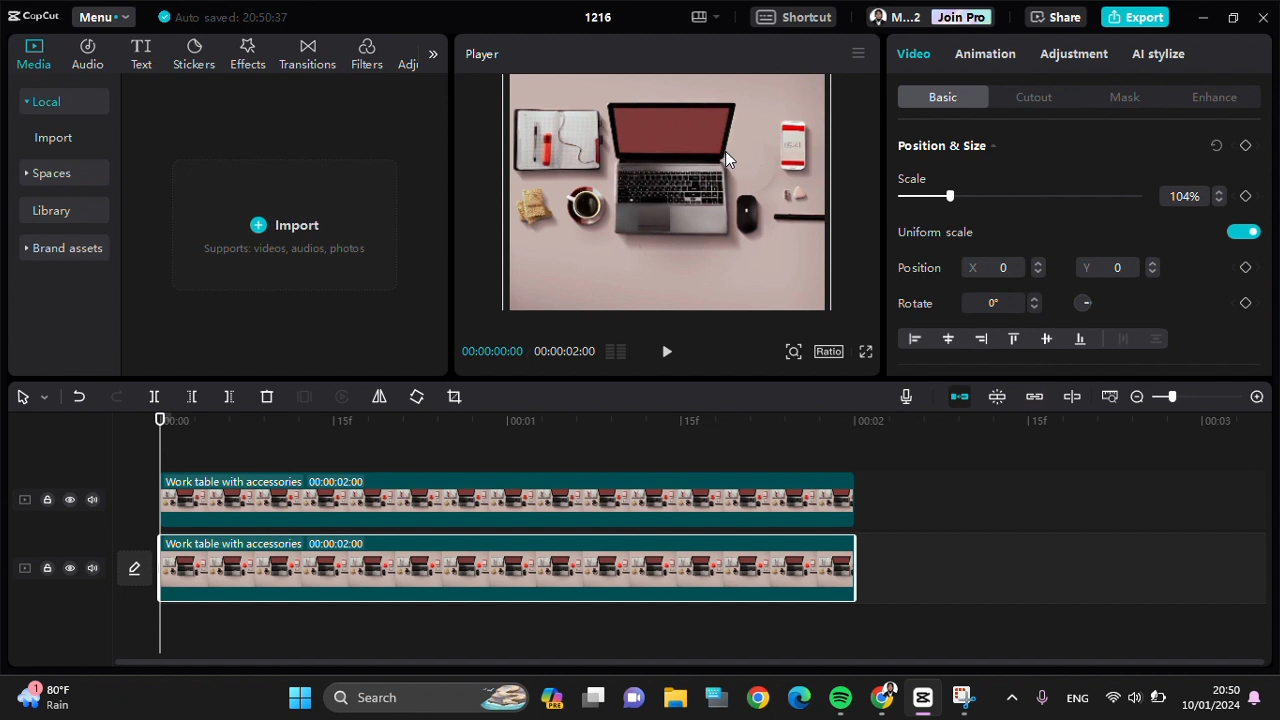 CapCut Menu Auto saved: 20:50:37 1216 Shortcut M...2 Join Pro Share Export
Media Audio Text Stickers Effects Transitions Filters Adj
Local
Import
Spaces
Library
Brand assets
Import
Supports: videos, audios, photos
Player
00:00:00:00 00:00:02:00 Ratio
Video Animation Adjustment AI stylize
Basic Cutout Mask Enhance
Position & Size
Scale
104%
Uniform scale
Position X 0 Y 0
Rotate 0°
00:00 15f 00:01 15f 00:02 15f 00:03
Work table with accessories 00:00:02:00
Work table with accessories 00:00:02:00
1 80°F
Rain
Search
PRE
ENG
20:50
10/01/2024